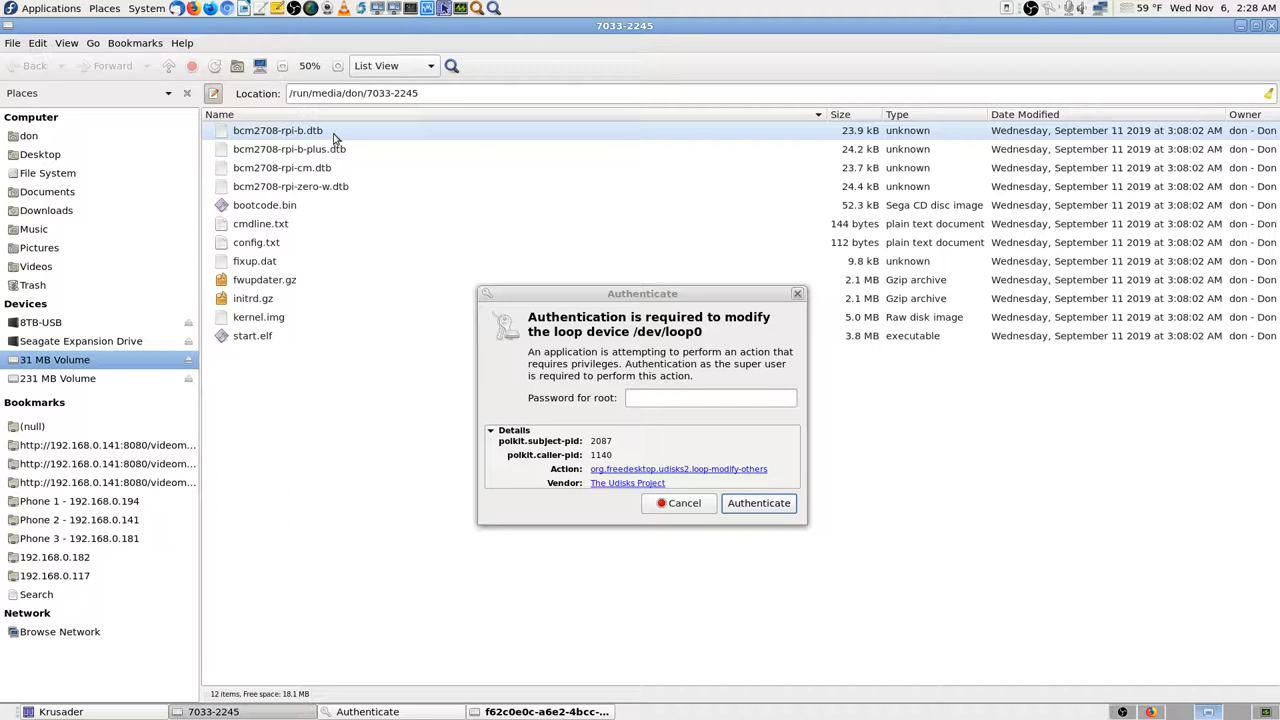 Applications Places System 59 °F Wed Nov 6, 2:28 AM
7033-2245
File Edit View Go Bookmarks Help
Back Forward 50% List View
Places Location: /run/media/don/7033-2245
Name Size Type Date Modified Owner
Computer
don
Desktop
File System
Documents
Downloads
Music
Pictures
Videos
Trash
Devices
8TB-USB
Seagate Expansion Drive
31 MB Volume
231 MB Volume
Bookmarks
(null)
http://192.168.0.141:8080/videom...
http://192.168.0.141:8080/videom...
http://192.168.0.141:8080/videom...
Phone 1 - 192.168.0.194
Phone 2 - 192.168.0.141
Phone 3 - 192.168.0.181
192.168.0.182
192.168.0.117
Search
Network
Browse Network
bcm2708-rpi-b.dtb 23.9 kB unknown Wednesday, September 11 2019 at 3:08:02 AM don - Don
bcm2708-rpi-b-plus.dtb 24.2 kB unknown Wednesday, September 11 2019 at 3:08:02 AM don - Don
bcm2708-rpi-cm.dtb 23.7 kB unknown Wednesday, September 11 2019 at 3:08:02 AM don - Don
bcm2708-rpi-zero-w.dtb 24.4 kB unknown Wednesday, September 11 2019 at 3:08:02 AM don - Don
bootcode.bin 52.3 kB Sega CD disc image Wednesday, September 11 2019 at 3:08:02 AM don - Don
cmdline.txt 144 bytes plain text document Wednesday, September 11 2019 at 3:08:02 AM don - Don
config.txt 112 bytes plain text document Wednesday, September 11 2019 at 3:08:02 AM don - Don
fixup.dat 9.8 kB unknown Wednesday, September 11 2019 at 3:08:02 AM don - Don
fwupdater.gz 2.1 MB Gzip archive Wednesday, September 11 2019 at 3:08:02 AM don - Don
initrd.gz 2.1 MB Gzip archive Wednesday, September 11 2019 at 3:08:02 AM don - Don
kernel.img 5.0 MB Raw disk image Wednesday, September 11 2019 at 3:08:02 AM don - Don
start.elf 3.8 MB executable Wednesday, September 11 2019 at 3:08:02 AM don - Don
Authenticate
Authentication is required to modify
the loop device /dev/loop0
An application is attempting to perform an action that
requires privileges. Authentication as the super user
is required to perform this action.
Password for root:
Details
polkit.subject-pid: 2087
polkit.caller-pid: 1140
Action: org.freedesktop.udisks2.loop-modify-others
Vendor: The Udisks Project
Cancel Authenticate
12 items, Free space: 18.1 MB
Krusader 7033-2245 Authenticate f62c0e0c-a6e2-4bcc-...